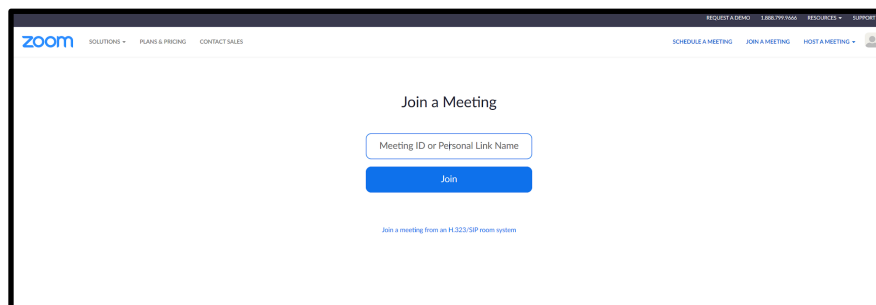 REQUEST A DEMO 1.888.799.9666 RESOURCES SUPPORT
zoom SOLUTIONS PLANS & PRICING CONTACT SALES SCHEDULE A MEETING JOIN A MEETING HOST A MEETING
Join a Meeting
Meeting ID or Personal Link Name
Join
Join a meeting from an H.323/SIP room system